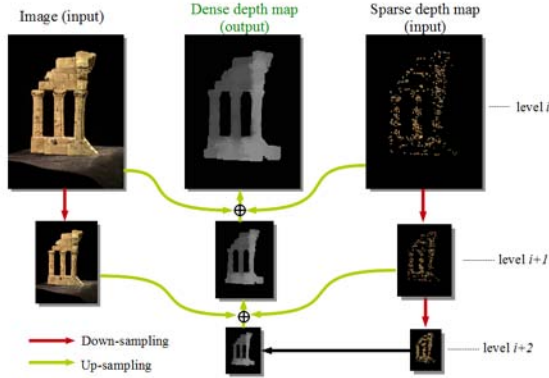 Image (input)
Dense depth map
(output)
Sparse depth map
(input)
level i
level i+1
level i+2
Down-sampling
Up-sampling